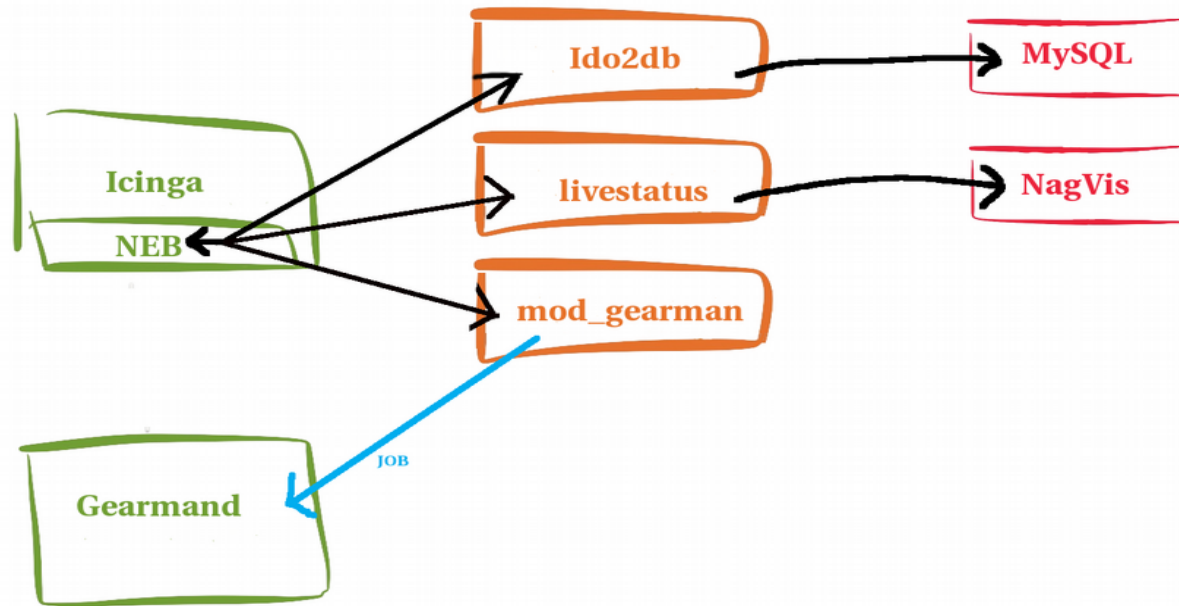 Ido2db
MySQL
Icinga
livestatus
NagVis
NEB
mod_gearman
JOB
Gearmand